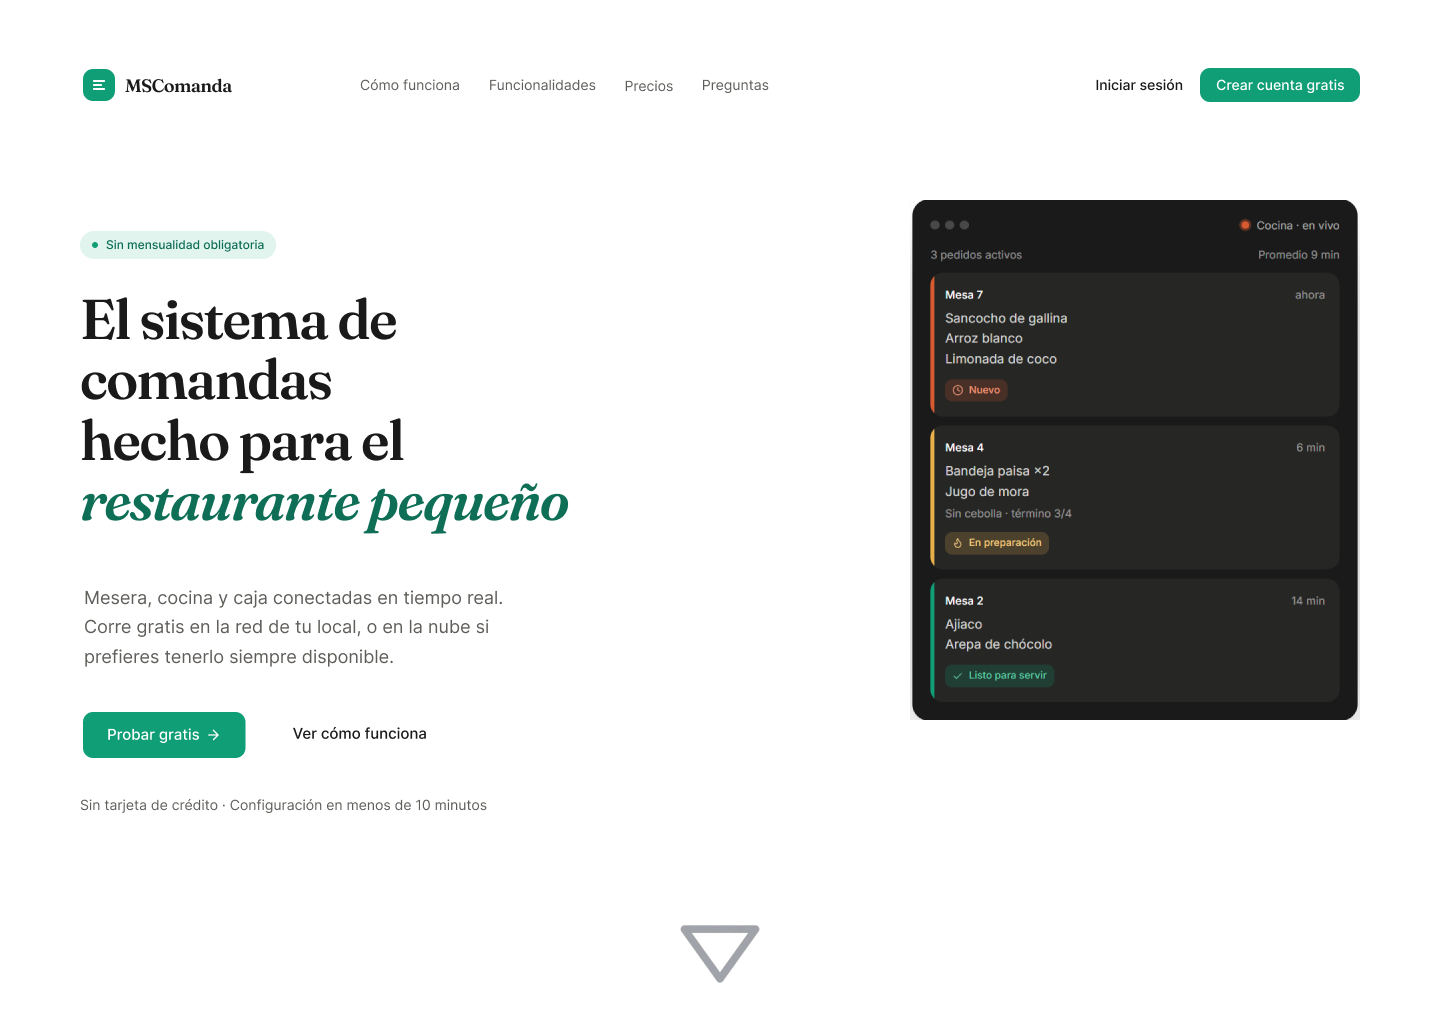 MSComanda
Cómo funciona
Funcionalidades
Precios
Preguntas
Iniciar sesión
Crear cuenta gratis
Sin mensualidad obligatoria
El sistema de
comandas
hecho para el
restaurante pequeño
Mesera, cocina y caja conectadas en tiempo real.
Corre gratis en la red de tu local, o en la nube si
prefieres tenerlo siempre disponible.
Probar gratis →
Ver cómo funciona
Sin tarjeta de crédito · Configuración en menos de 10 minutos
Cocina · en vivo
3 pedidos activos
Promedio 9 min
Mesa 7
ahora
Sancocho de gallina
Arroz blanco
Limonada de coco
Nuevo
Mesa 4
6 min
Bandeja paisa ×2
Jugo de mora
Sin cebolla · término 3/4
En preparación
Mesa 2
14 min
Ajiaco
Arepa de chócolo
Listo para servir